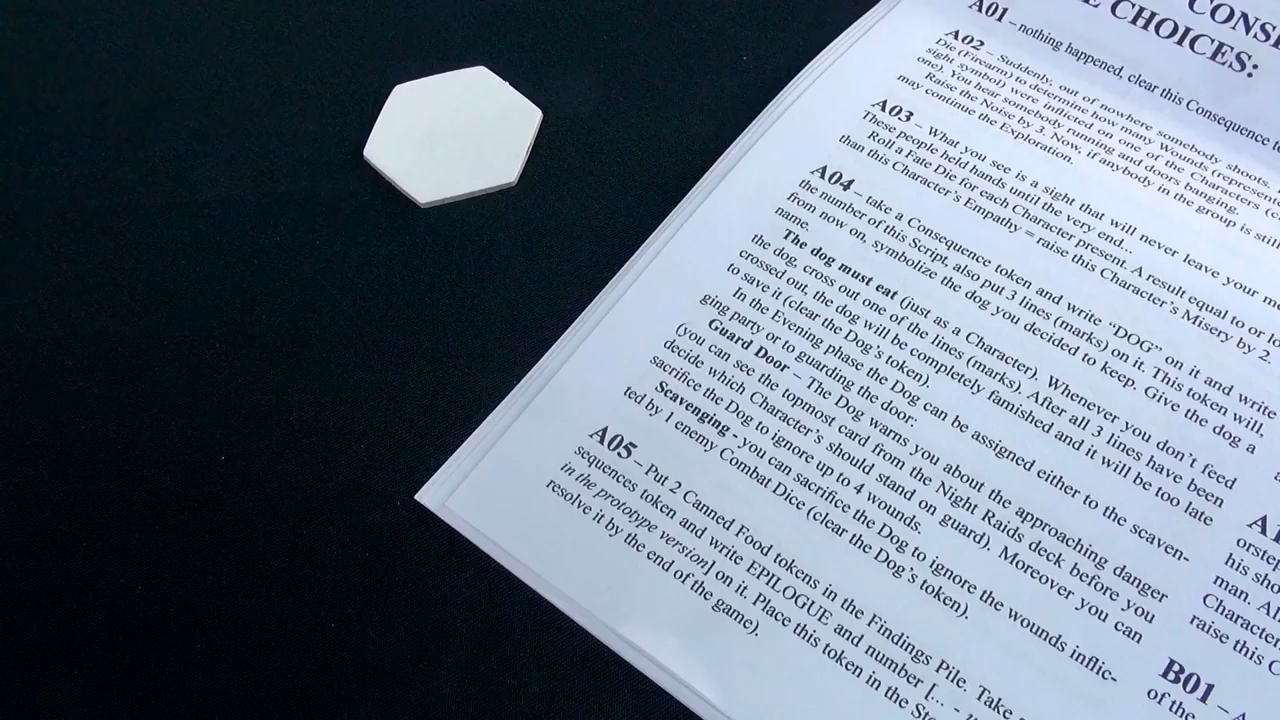 CONSE
E CHOICES:
A01 – nothing happened, clear this Consequence to
A02 – Suddenly, out of nowhere somebody shoots.
Die (Firearm) to determine how many Wounds (represent
sight symbol) were inflicted on one of the Characters (c
one). You hear somebody running and doors banging.
Raise the Noise by 3. Now, if anybody in the group is still
may continue the Exploration.
A03 – What you see is a sight that will never leave your m
These people held hands until the very end...
Roll a Fate Die for each Character present. A result equal to or lo
than this Character's Empathy = raise this Character's Misery by 2.
A04 – take a Consequence token and write "DOG" on it and write
the number of this Script, also put 3 lines (marks) on it. This token will,
from now on, symbolize the dog you decided to keep. Give the dog a
name.
The dog must eat (just as a Character). Whenever you don't feed
the dog, cross out one of the lines (marks). After all 3 lines have been
crossed out, the dog will be completely famished and it will be too late
to save it (clear the Dog's token).
In the Evening phase the Dog can be assigned either to the scaven-
ging party or to guarding the door:
Guard Door – The Dog warns you about the approaching danger
(you can see the topmost card from the Night Raids deck before you
decide which Character's should stand on guard). Moreover you can
sacrifice the Dog to ignore up to 4 wounds.
Scavenging - you can sacrifice the Dog to ignore the wounds inflic-
ted by 1 enemy Combat Dice (clear the Dog's token).
A05 – Put 2 Canned Food tokens in the Findings Pile. Take
sequences token and write EPILOGUE and number [... -
in the prototype version] on it. Place this token in the Sto
resolve it by the end of the game).
A1
orstep
his sho
man. Al
Character
raise this C
B01 – A
of the